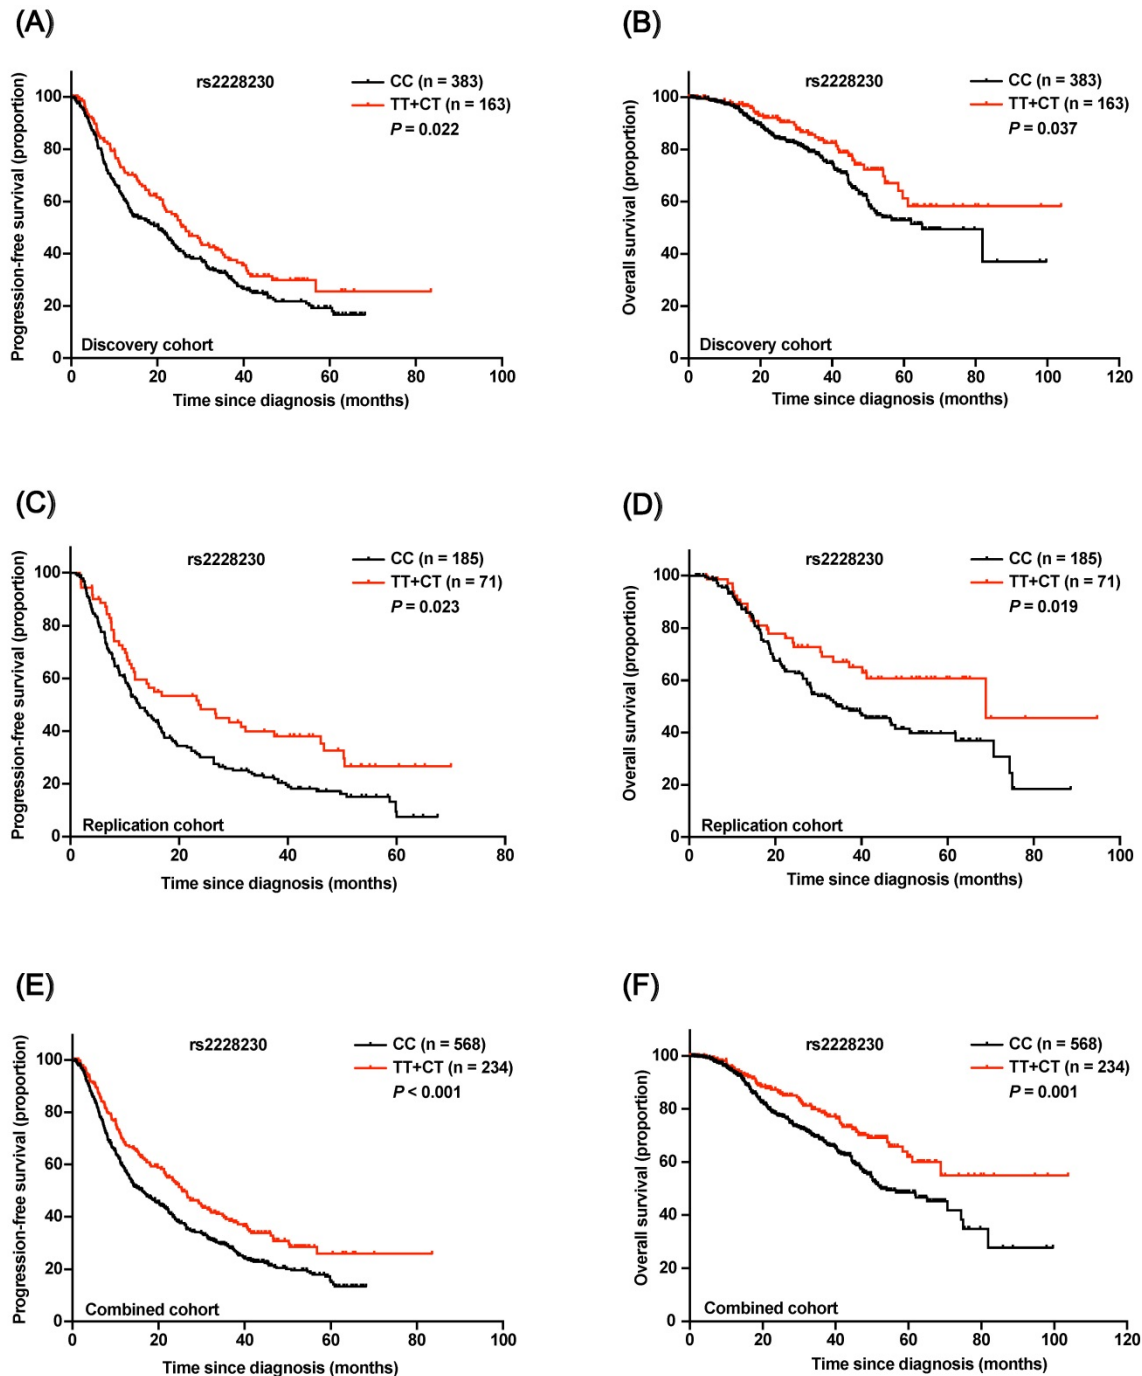 (A)
rs2228230
CC (n = 383)
TT+CT (n = 163)
P = 0.022
Progression-free survival (proportion)
100
80
60
40
20
0
Discovery cohort
0 20 40 60 80 100
Time since diagnosis (months)
(B)
rs2228230
CC (n = 383)
TT+CT (n = 163)
P = 0.037
Overall survival (proportion)
100
80
60
40
20
0
Discovery cohort
0 20 40 60 80 100 120
Time since diagnosis (months)
(C)
rs2228230
CC (n = 185)
TT+CT (n = 71)
P = 0.023
Progression-free survival (proportion)
100
80
60
40
20
0
Replication cohort
0 20 40 60 80
Time since diagnosis (months)
(D)
rs2228230
CC (n = 185)
TT+CT (n = 71)
P = 0.019
Overall survival (proportion)
100
80
60
40
20
0
Replication cohort
0 20 40 60 80 100
Time since diagnosis (months)
(E)
rs2228230
CC (n = 568)
TT+CT (n = 234)
P < 0.001
Progression-free survival (proportion)
100
80
60
40
20
0
Combined cohort
0 20 40 60 80 100
Time since diagnosis (months)
(F)
rs2228230
CC (n = 568)
TT+CT (n = 234)
P = 0.001
Overall survival (proportion)
100
80
60
40
20
0
Combined cohort
0 20 40 60 80 100 120
Time since diagnosis (months)